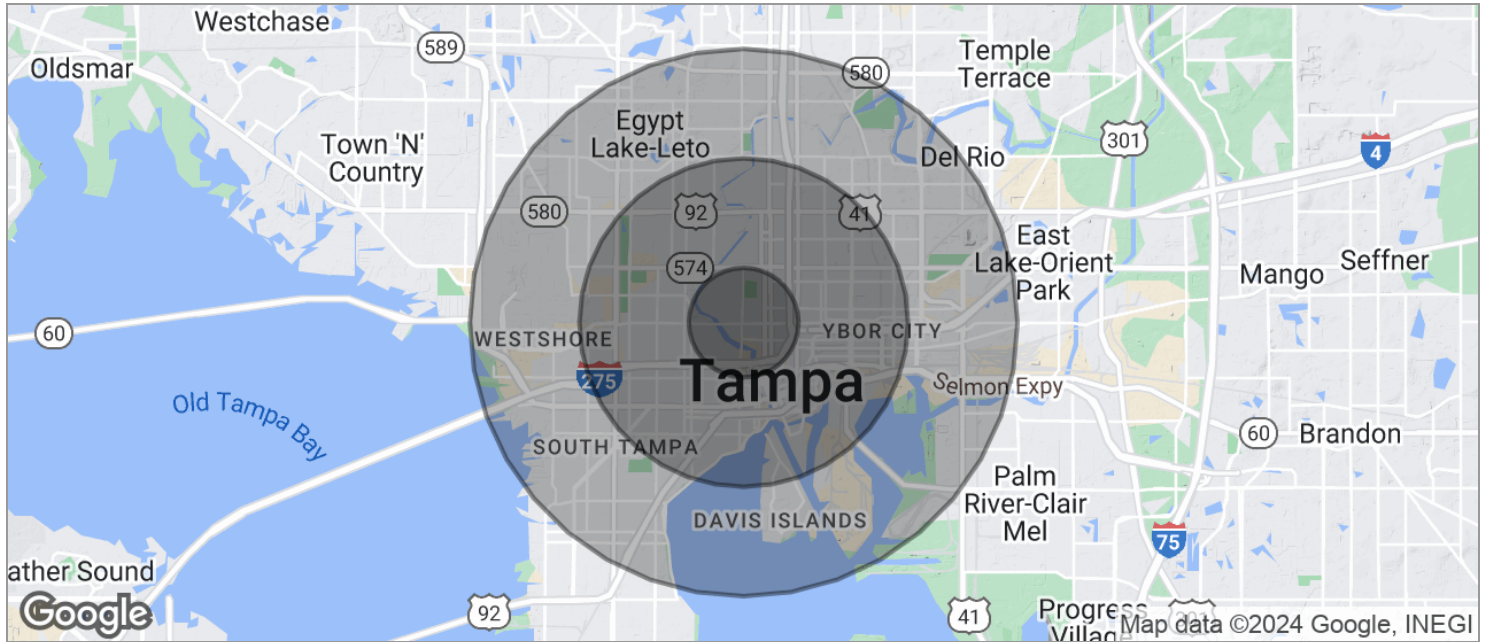 Westchase
589
Oldsmar
580
Temple
Terrace
Egypt
Lake-Leto
Town 'N'
Country
301
4
Del Rio
580
92
41
East
Lake-Orient
Park
574
Mango
Seffner
60
WESTSHORE
YBOR CITY
275
Tampa
Selmon Expy
Old Tampa Bay
60
Brandon
SOUTH TAMPA
Palm
River-Clair
Mel
DAVIS ISLANDS
75
ather Sound
Google
92
41
Progress
Villag
Map data ©2024 Google, INEGI